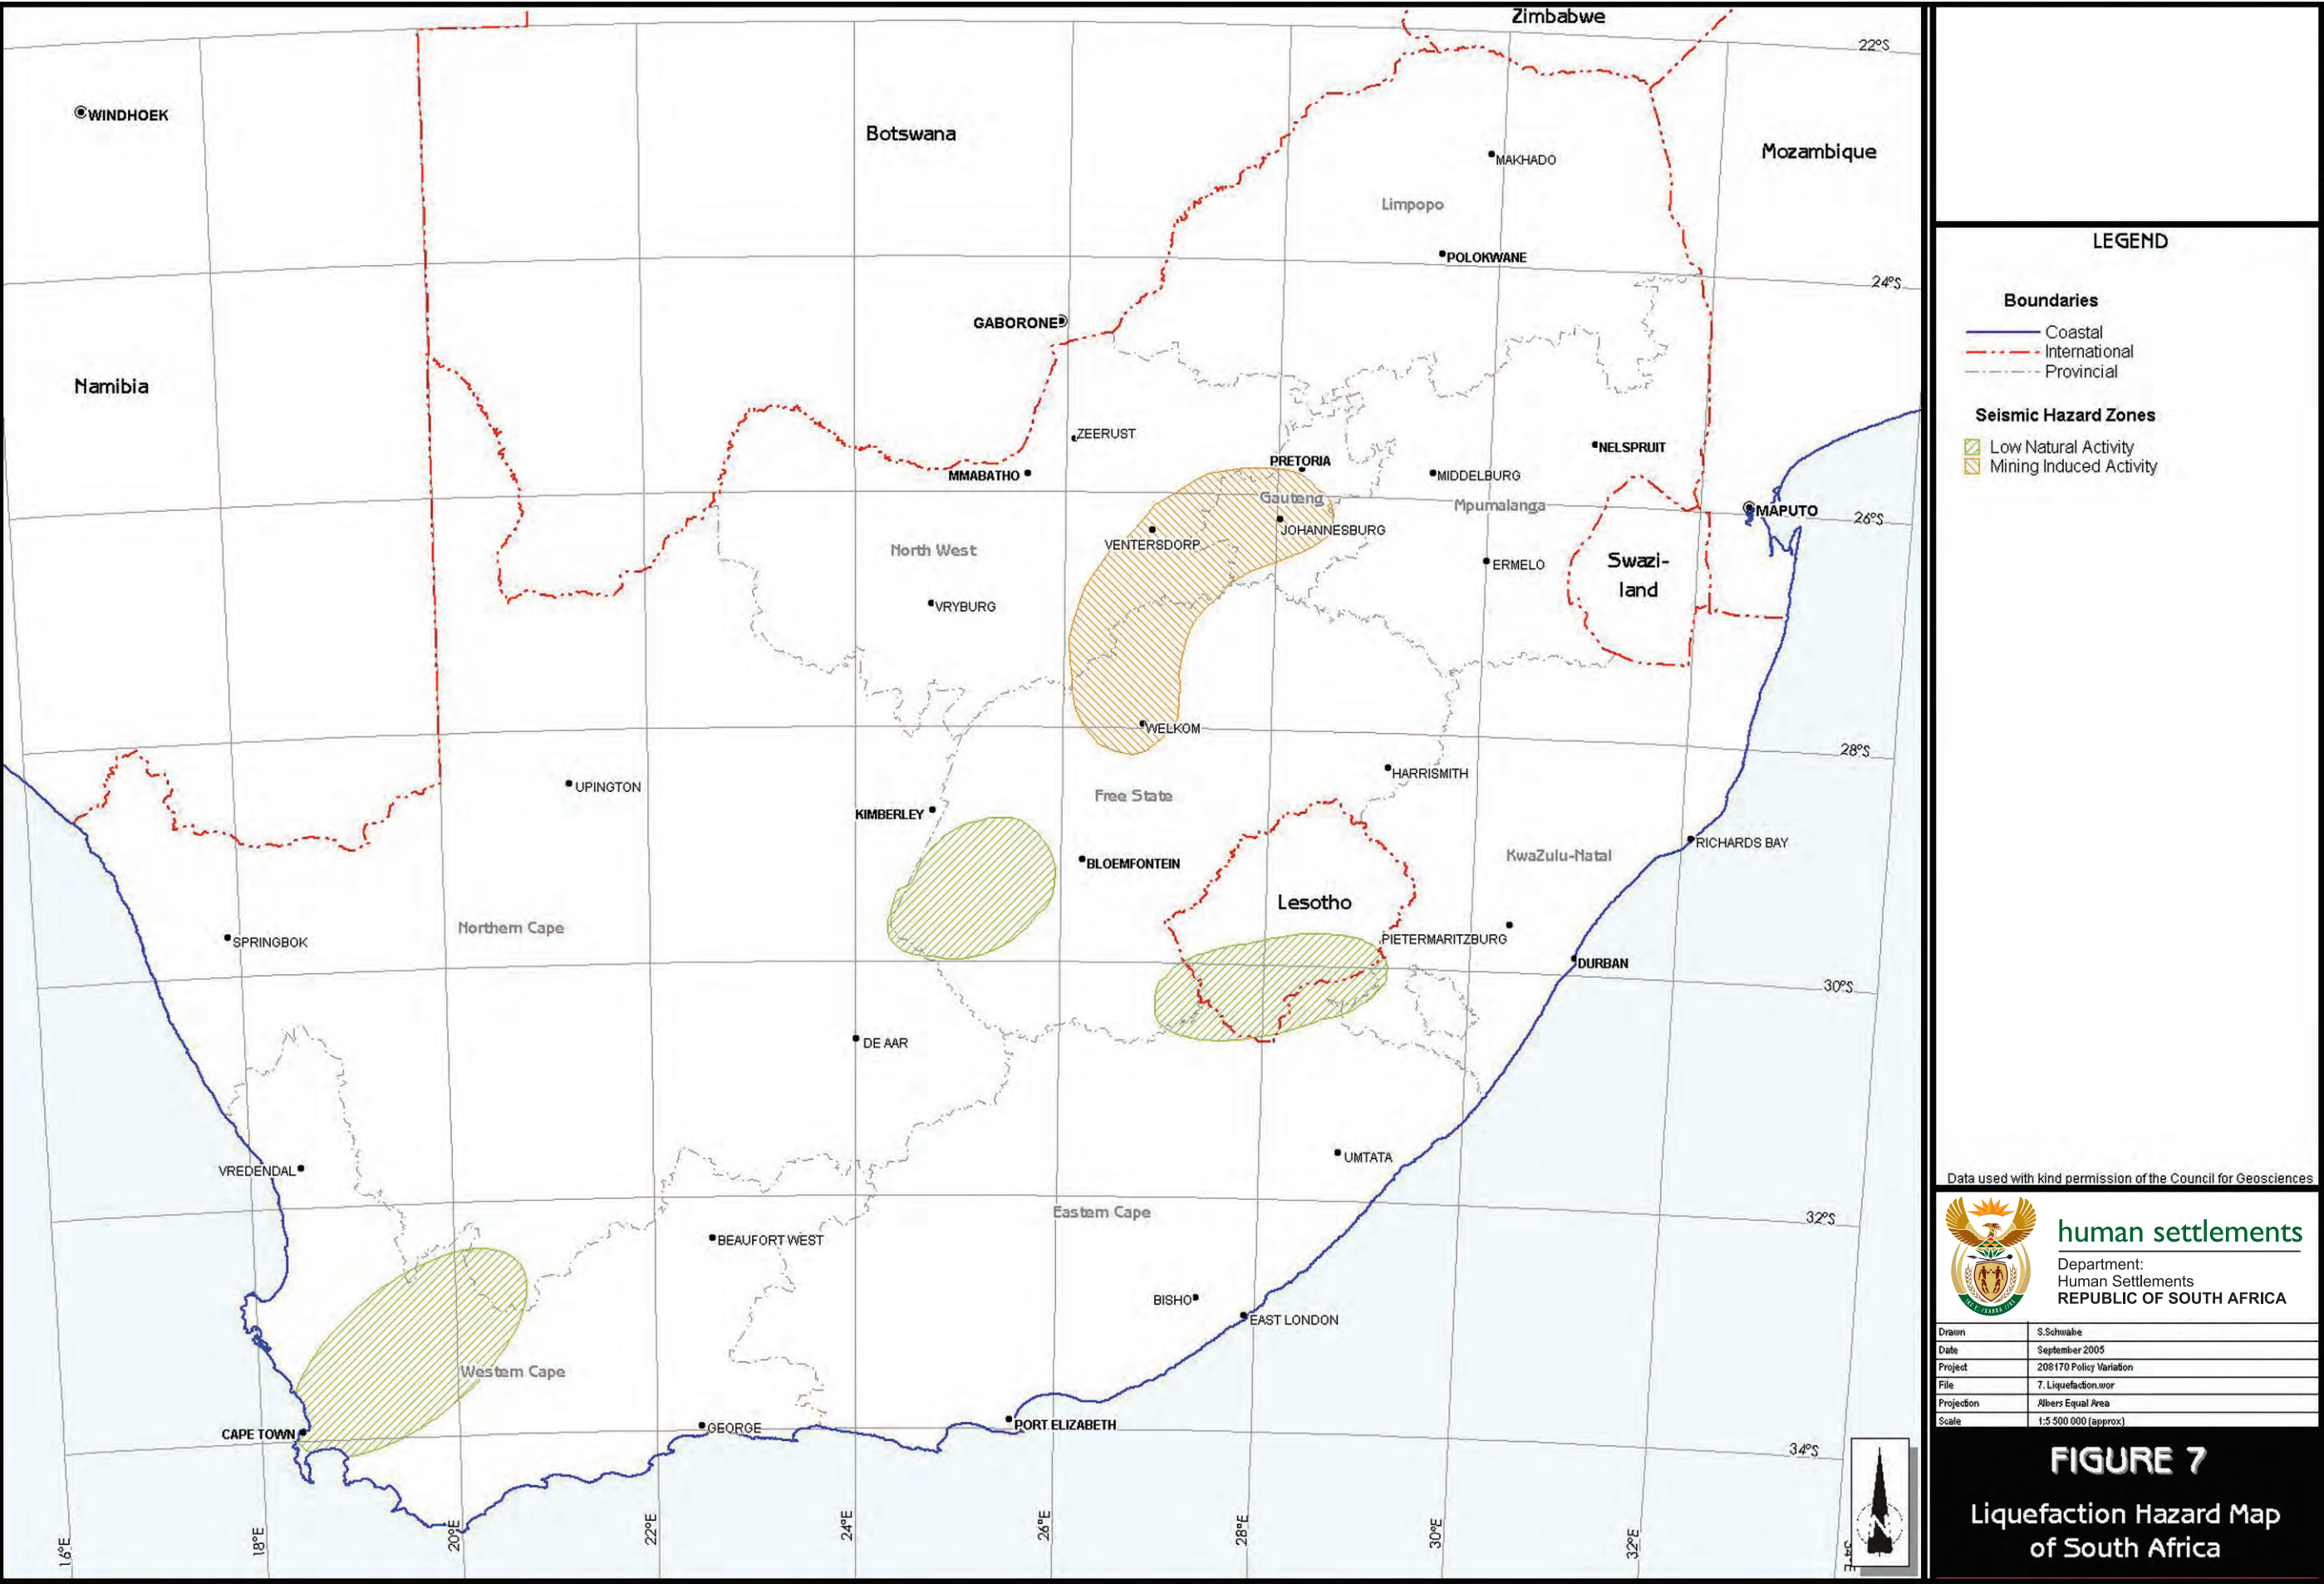 Zimbabwe
22°S
WINDHOEK
Botswana
Mozambique
MAKHADO
Limpopo
POLOKWANE
24°S
GABORONE
Namibia
ZEERUST
NELSPRUIT
PRETORIA
MMABATHO
MIDDELBURG
Gauteng
Mpumalanga
MAPUTO
26°S
JOHANNESBURG
VENTERSDORP
North West
Swazi-
land
ERMELO
VRYBURG
WELKOM
28°S
HARRISMITH
UPINGTON
Free State
KIMBERLEY
RICHARDS BAY
KwaZulu-Natal
BLOEMFONTEIN
Lesotho
Northern Cape
SPRINGBOK
PIETERMARITZBURG
DURBAN
30°S
DE AAR
UMTATA
VREDENDAL
Eastern Cape
32°S
BEAUFORT WEST
BISHO
EAST LONDON
Western Cape
PORT ELIZABETH
GEORGE
CAPE TOWN
34°S
16°E
18°E
20°E
22°E
24°E
26°E
28°E
30°E
32°E
34°E
N
LEGEND
Boundaries
Coastal
International
Provincial
Seismic Hazard Zones
Low Natural Activity
Mining Induced Activity
Data used with kind permission of the Council for Geosciences
human settlements
Department:
Human Settlements
REPUBLIC OF SOUTH AFRICA
Drawn S.Schwabe
Date September 2005
Project 208170 Policy Variation
File 7. Liquefaction.wor
Projection Albers Equal Area
Scale 1:5 500 000 (approx)
FIGURE 7
Liquefaction Hazard Map
of South Africa